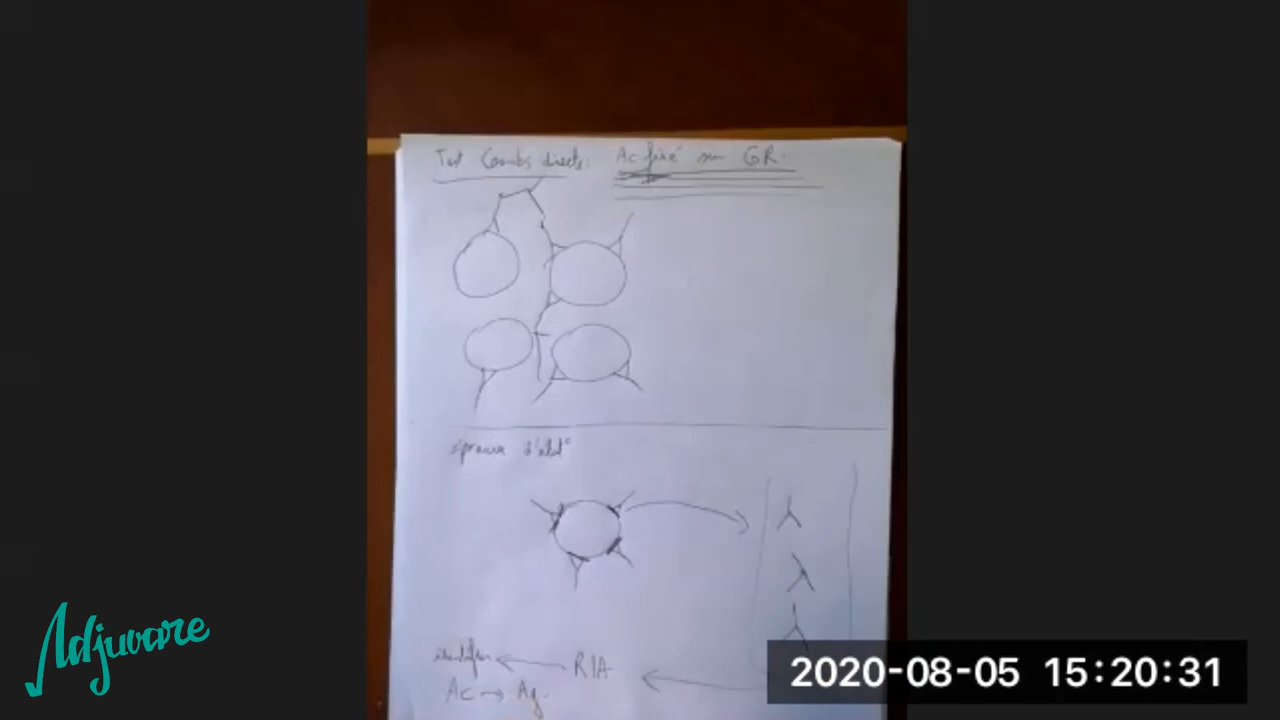 Test Coombs directe: Ac fixé sur GR.
épreuve d'élut°
identifier RIA
Ac → Ag.
Adjuvare
2020-08-05 15:20:31